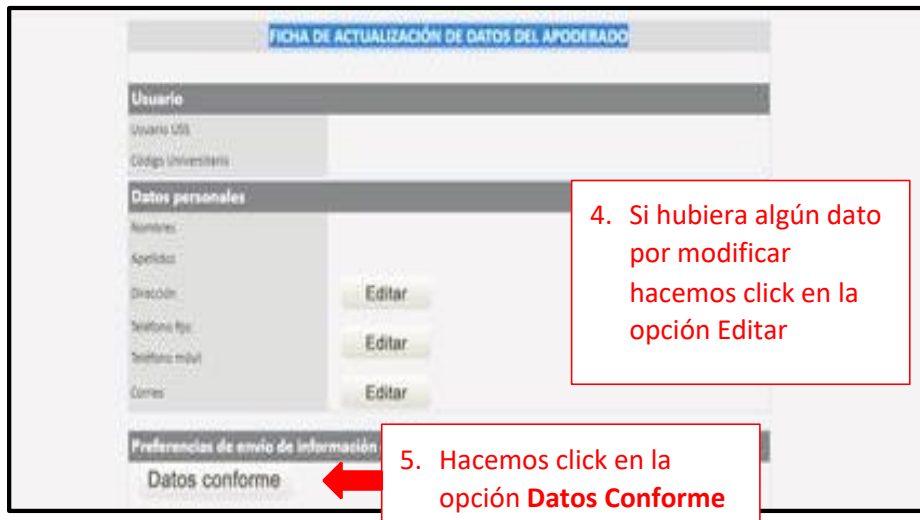 FICHA DE ACTUALIZACIÓN DE DATOS DEL APODERADO
Usuario
Usuario USS
Código Universitario
Datos personales
Nombres
Apellidos
Dirección
Editar
Teléfono fijo
Teléfono móvil
Editar
Correo
Editar
4. Si hubiera algún dato
por modificar
hacemos click en la
opción Editar
Preferencias de envío de información
Datos conforme
5. Hacemos click en la
opción Datos Conforme